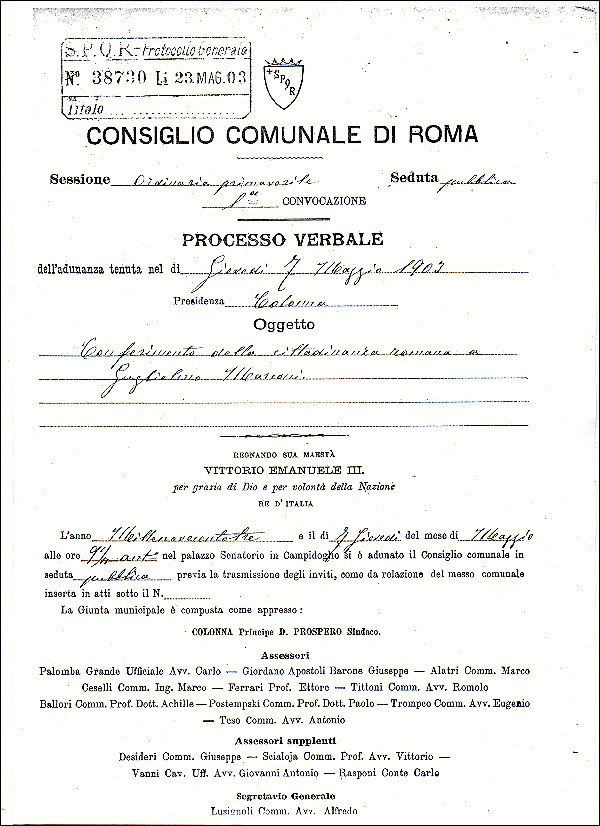 S.P.Q.R.-Protocollo Generale
Nº 38730 Li 23.MAG.03
Titolo
+SPQR
CONSIGLIO COMUNALE DI ROMA
Sessione Ordinaria primaverile Seduta pubblica
1ª CONVOCAZIONE
PROCESSO VERBALE
dell'adunanza tenuta nel dì Giovedì 7 Maggio 1903
Presidenza Colonna
Oggetto
Conferimento della cittadinanza romana a
Guglielmo Marconi.
REGNANDO SUA MAESTÀ
VITTORIO EMANUELE III.
per grazia di Dio e per volontà della Nazione
RE D'ITALIA
L'anno Millenovecentotre e il dì 7 Giovedì del mese di Maggio
alle ore 9 1/4 ant. nel palazzo Senatorio in Campidoglio si è adunato il Consiglio comunale in
seduta pubblica previa la trasmissione degli inviti, come da relazione del messo comunale
inserta in atti sotto il N.
La Giunta municipale è composta come appresso:
COLONNA Principe D. PROSPERO Sindaco.
Assessori
Palomba Grande Ufficiale Avv. Carlo — Giordano Apostoli Barone Giuseppe — Alatri Comm. Marco
Ceselli Comm. Ing. Marco — Ferrari Prof. Ettore — Tittoni Comm. Avv. Romolo
Ballori Comm. Prof. Dott. Achille — Postempski Comm. Prof. Dott. Paolo — Trompeo Comm. Avv. Eugenio
— Teso Comm. Avv. Antonio
Assessori supplenti
Desideri Comm. Giuseppe — Scialoja Comm. Prof. Avv. Vittorio —
Vanni Cav. Uff. Avv. Giovanni Antonio — Rasponi Conte Carlo
Segretario Generale
Lusignoli Comm. Avv. Alfredo